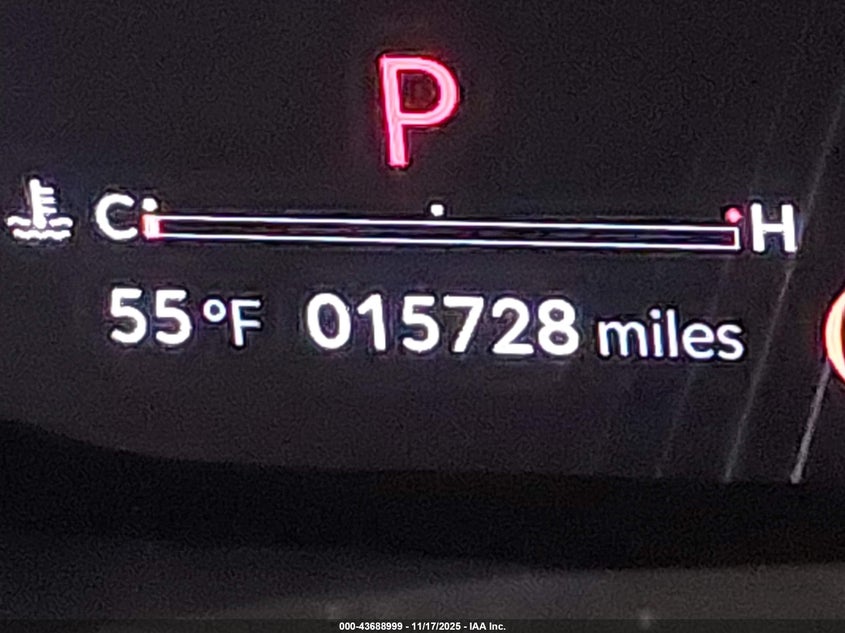 P
C H
55°F 015728 miles
000-43688999 - 11/17/2025 - IAA Inc.